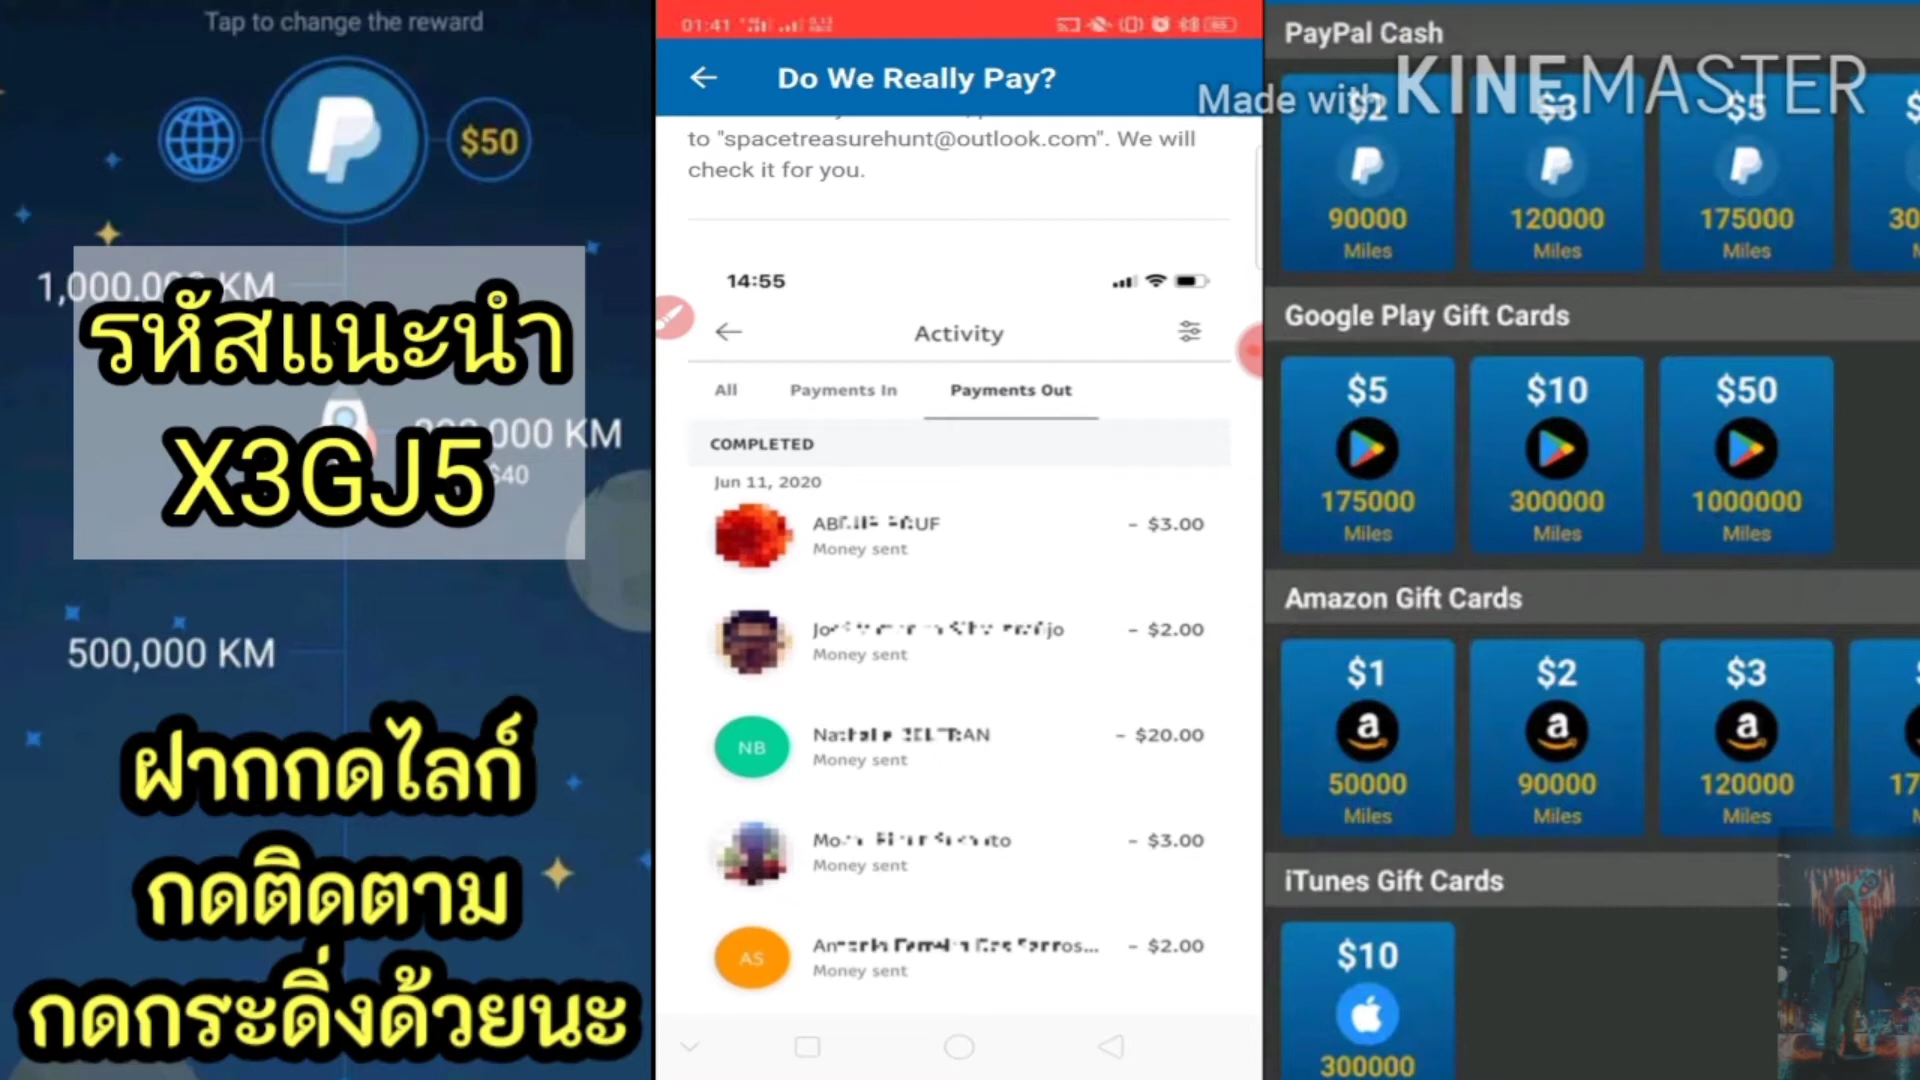 Tap to change the reward
$50
1,000,0 KM
รหัสแนะนำ
X3GJ5
000 KM
$40
500,000 KM
ฝากกดไลก์
กดติดตาม
กดกระดิ่งด้วยนะ
01:41
Do We Really Pay?
to "spacetreasurehunt@outlook.com". We will
check it for you.
14:55
Activity
All Payments In Payments Out
COMPLETED
Jun 11, 2020
- $3.00
Money sent
- $2.00
Money sent
NB
- $20.00
Money sent
- $3.00
Money sent
AS
- $2.00
Money sent
PayPal Cash
Made with KINEMASTER
$2 $3 $5
90000 120000 175000
Miles Miles Miles
Google Play Gift Cards
$5 $10 $50
175000 300000 1000000
Miles Miles Miles
Amazon Gift Cards
$1 $2 $3
50000 90000 120000
Miles Miles Miles
iTunes Gift Cards
$10
300000